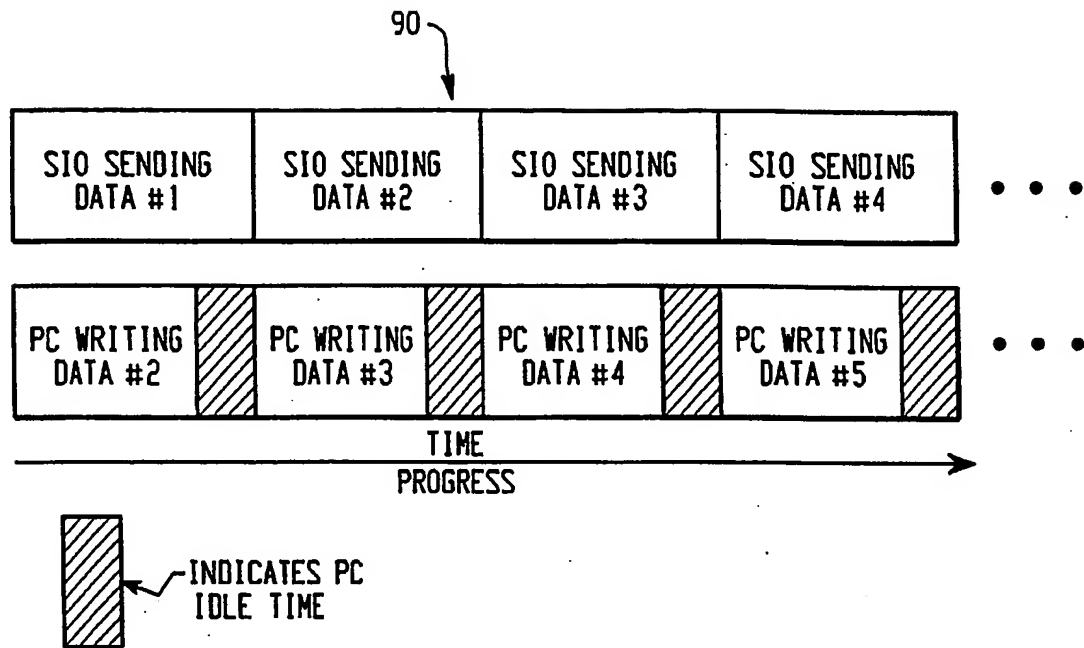 90
SIO SENDING
DATA #1
SIO SENDING
DATA #2
SIO SENDING
DATA #3
SIO SENDING
DATA #4
PC WRITING
DATA #2
PC WRITING
DATA #3
PC WRITING
DATA #4
PC WRITING
DATA #5
TIME
PROGRESS
INDICATES PC
IDLE TIME